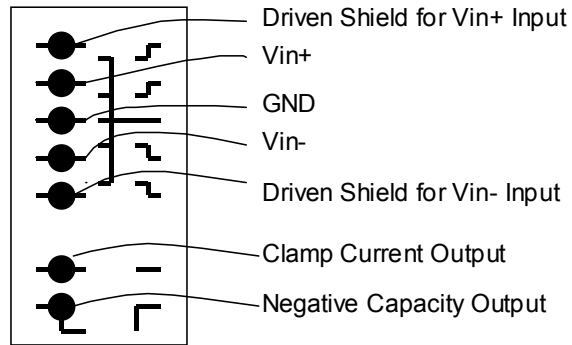 Driven Shield for Vin+ Input
Vin+
GND
Vin-
Driven Shield for Vin- Input
Clamp Current Output
Negative Capacity Output